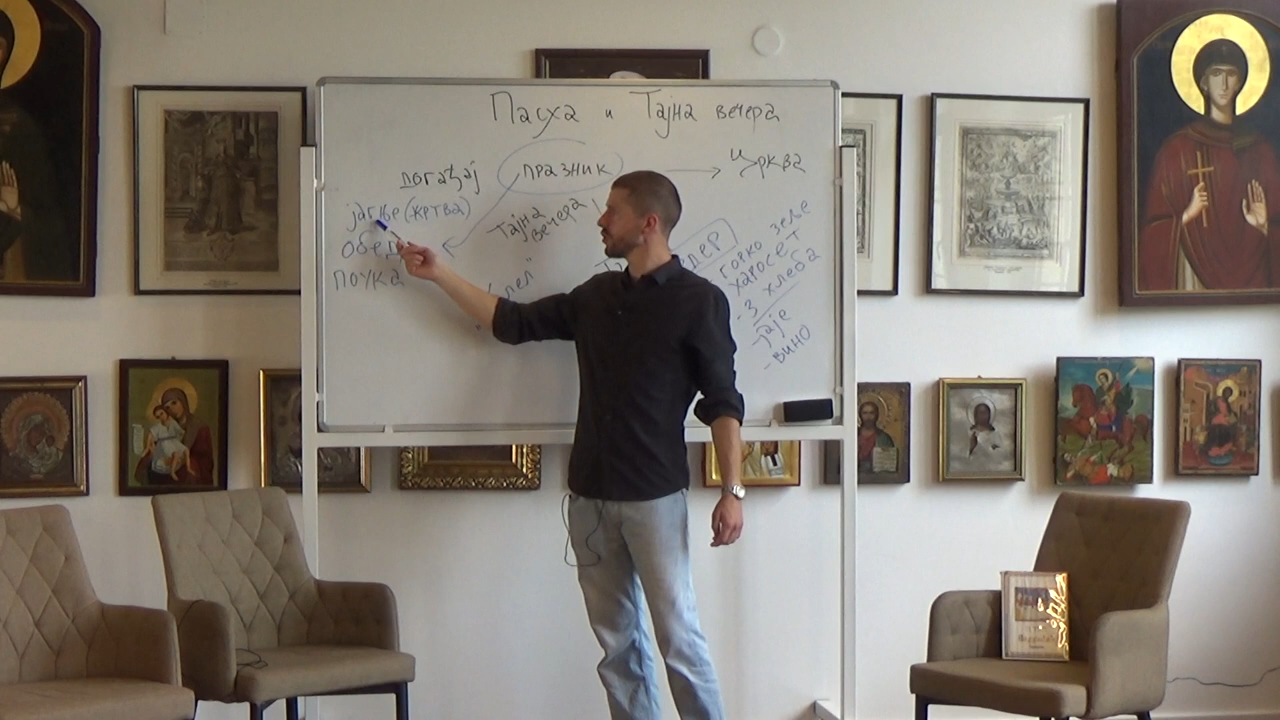 Пасха и Тајна вечера
догађај празник → Црква
јагње (жртва)
Тајна
вечера
обед
поука
дер
горко зеље
харосет
- 3 хлеба
- јаје
- вино